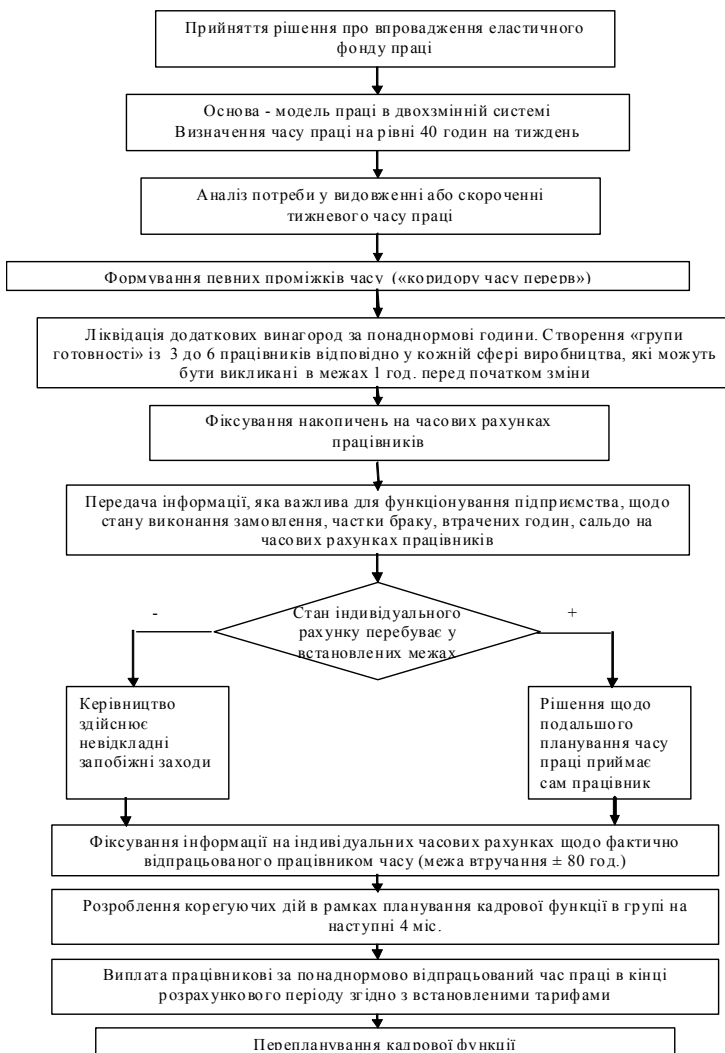 Прийняття рішення про впровадження еластичного
фонду праці
Основа - модель праці в двохзмінній системі
Визначення часу праці на рівні 40 годин на тиждень
Аналіз потреби у видовженні або скороченні
тижневого часу праці
Формування певних проміжків часу («коридору часу перерв»)
Ліквідація додаткових винагород за понаднормові години. Створення «групи
готовності» із 3 до 6 працівників відповідно у кожній сфері виробництва, які можуть
бути викликані в межах 1 год. перед початком зміни
Фіксування накопичень на часових рахунках
працівників
Передача інформації, яка важлива для функціонування підприємства, щодо
стану виконання замовлення, частки браку, втрачених годин, сальдо на
часових рахунках працівників
Стан індивідуального
рахунку перебуває у
встановлених межах
-
+
Керівництво
здійснює
невідкладні
запобіжні заходи
Рішення щодо
подальшого
планування часу
праці приймає
сам працівник
Фіксування інформації на індивідуальних часових рахунках щодо фактично
відпрацьованого працівником часу (межа втручання ± 80 год.)
Розроблення корегуючих дій в рамках планування кадрової функції в групі на
наступні 4 міс.
Виплата працівникові за понаднормово відпрацьований час праці в кінці
розрахункового періоду згідно з встановленими тарифами
Перепланування кадрової функції